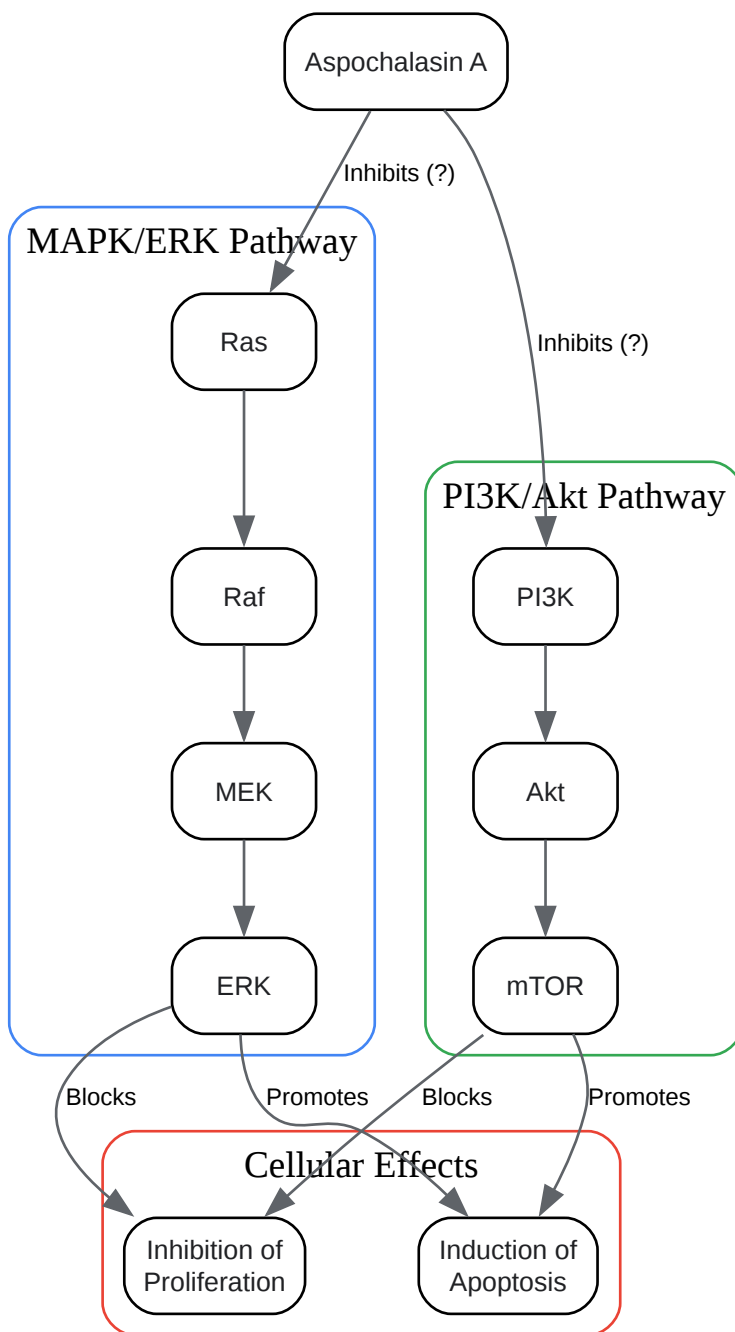 Aspochalasin A
Inhibits (?)
MAPK/ERK Pathway
Ras
Inhibits (?)
PI3K/Akt Pathway
Raf
PI3K
MEK
Akt
ERK
mTOR
Blocks
Promotes
Blocks
Promotes
Cellular Effects
Inhibition of
Proliferation
Induction of
Apoptosis